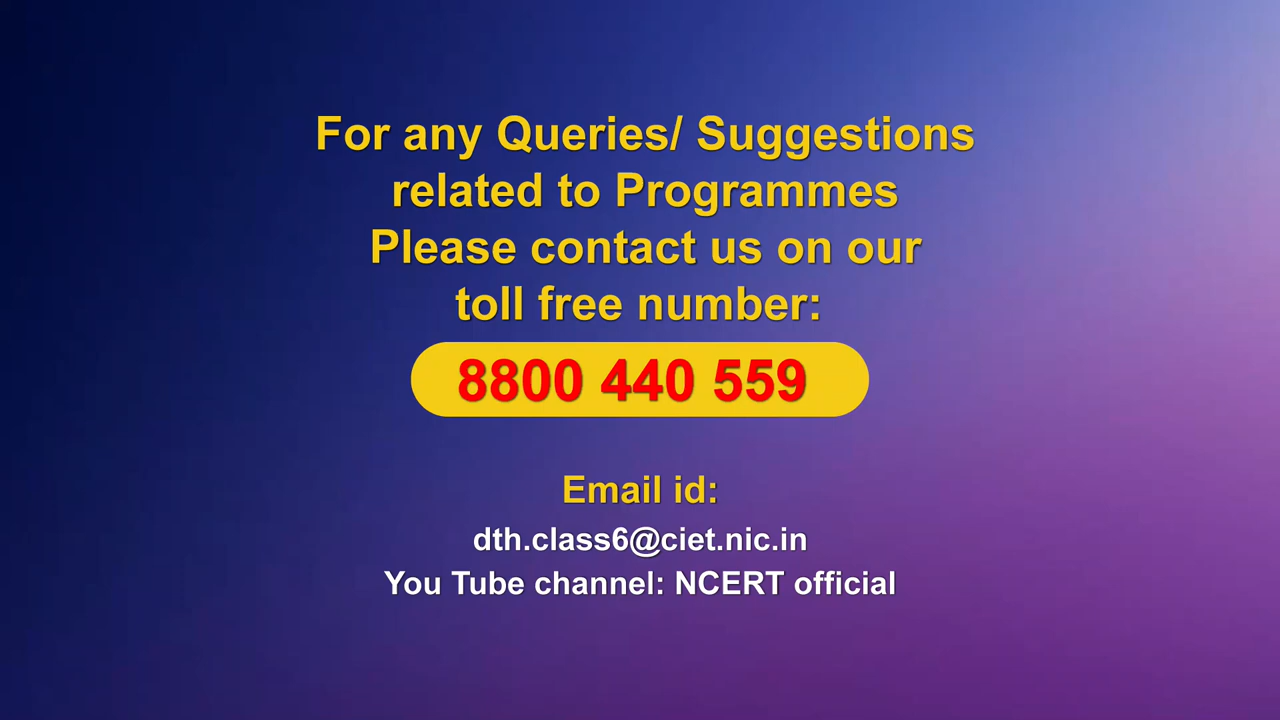 For any Queries/ Suggestions
related to Programmes
Please contact us on our
toll free number:
8800 440 559
Email id:
dth.class6@ciet.nic.in
You Tube channel: NCERT official